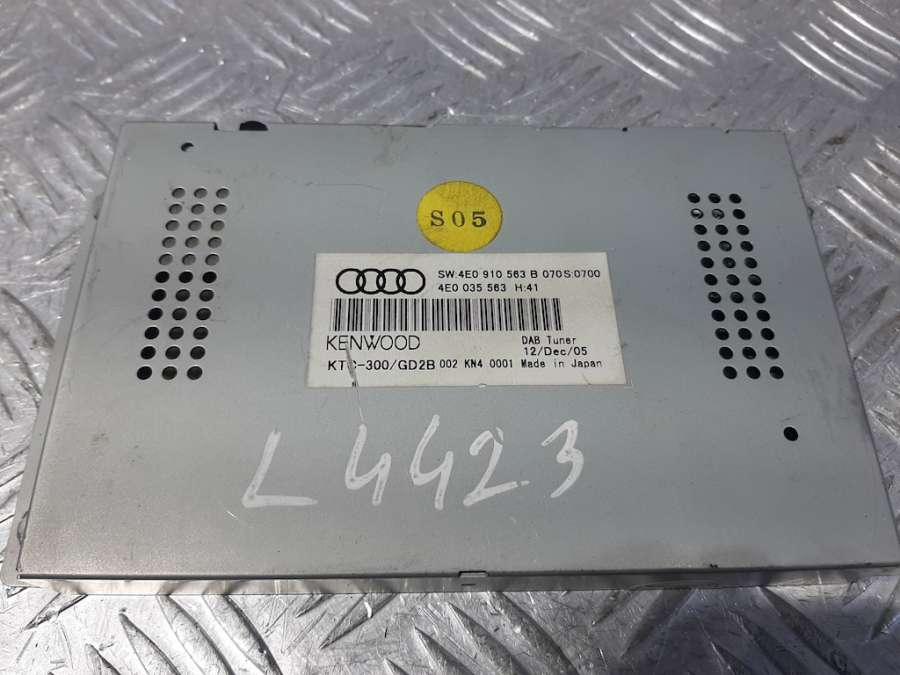 S05
SW:4E0 910 563 B 070 S:0700
4E0 035 563 H:41
KENWOOD
DAB Tuner
12/Dec/05
KTC-300/GD2B 002 KN4 0001 Made in Japan
L4423